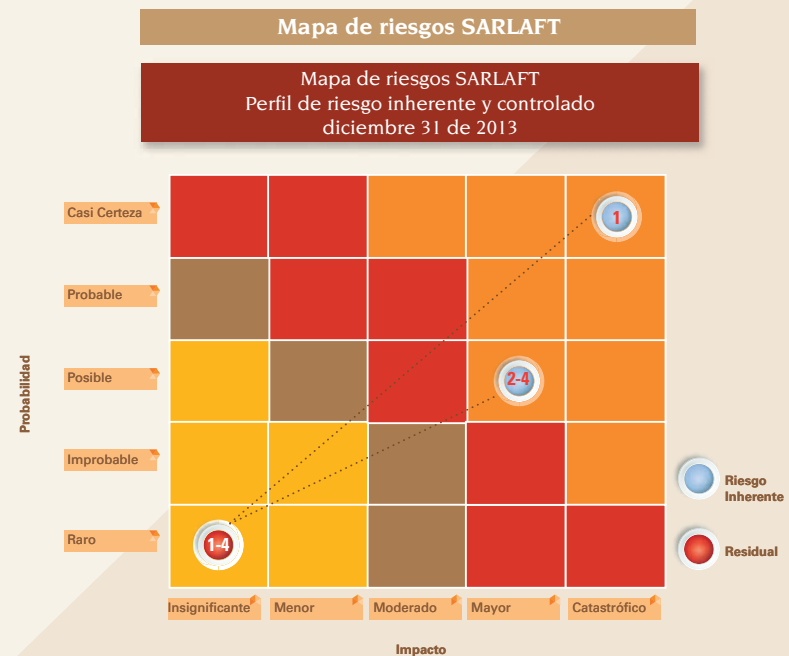 Mapa de riesgos SARLAFT
Mapa de riesgos SARLAFT
Perfil de riesgo inherente y controlado
diciembre 31 de 2013
Casi Certeza
1
Probable
Probabilidad
Posible
2-4
Improbable
Riesgo
Inherente
Raro
1-4
Residual
Insignificante
Menor
Moderado
Mayor
Catastrófico
Impacto